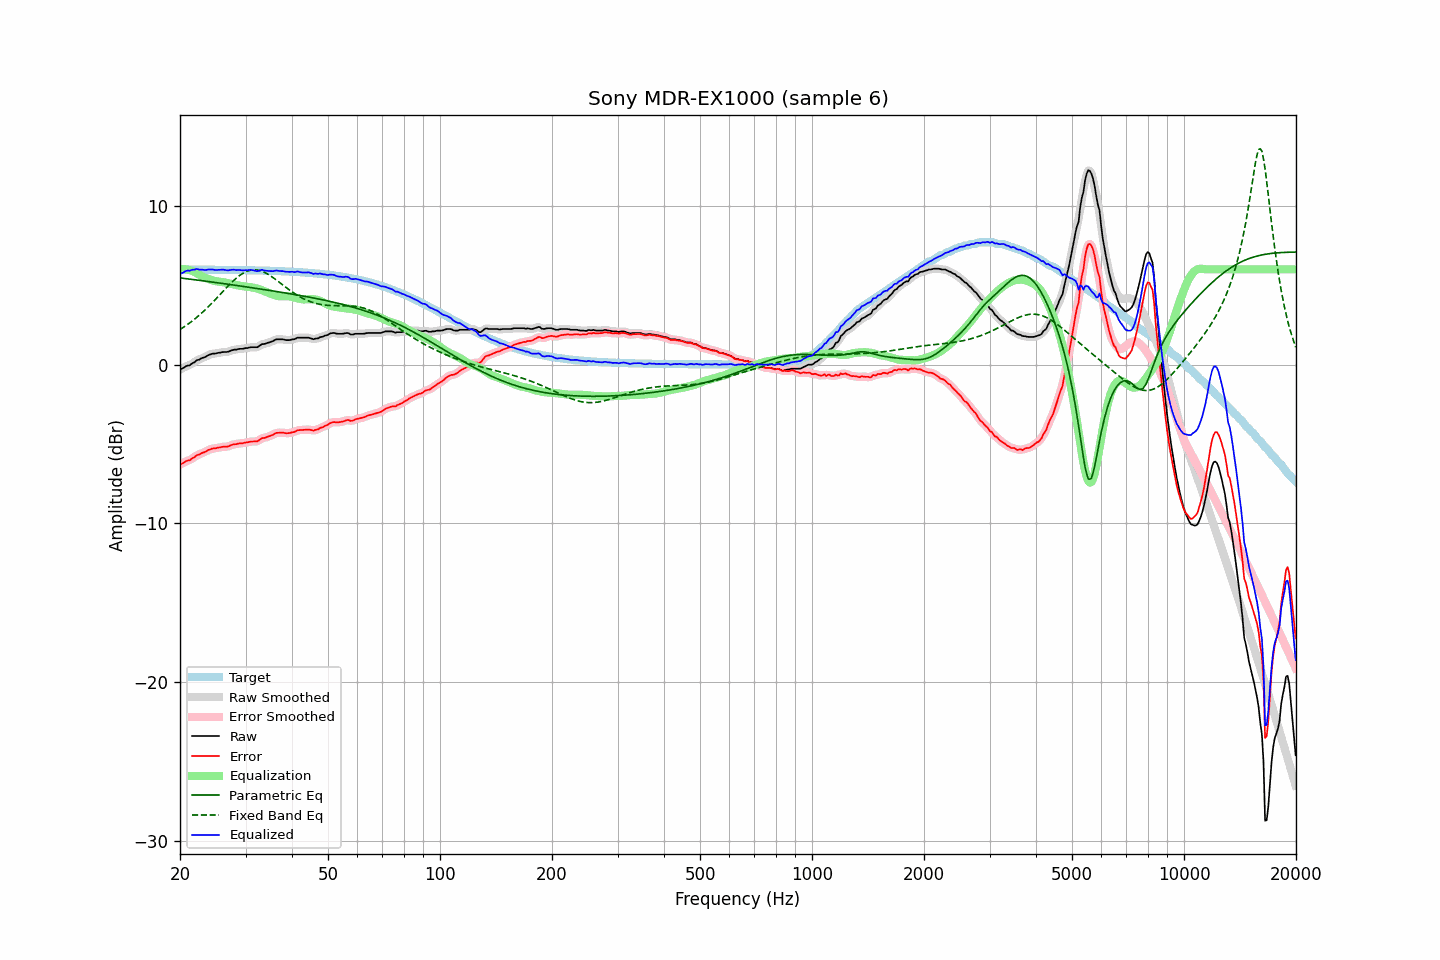 Sony MDR-EX1000 (sample 6)
Amplitude (dBr)
10
0
−10
−20
−30
Target
Raw Smoothed
Error Smoothed
Raw
Error
Equalization
Parametric Eq
Fixed Band Eq
Equalized
20 50 100 200 500 1000 2000 5000 10000 20000
Frequency (Hz)